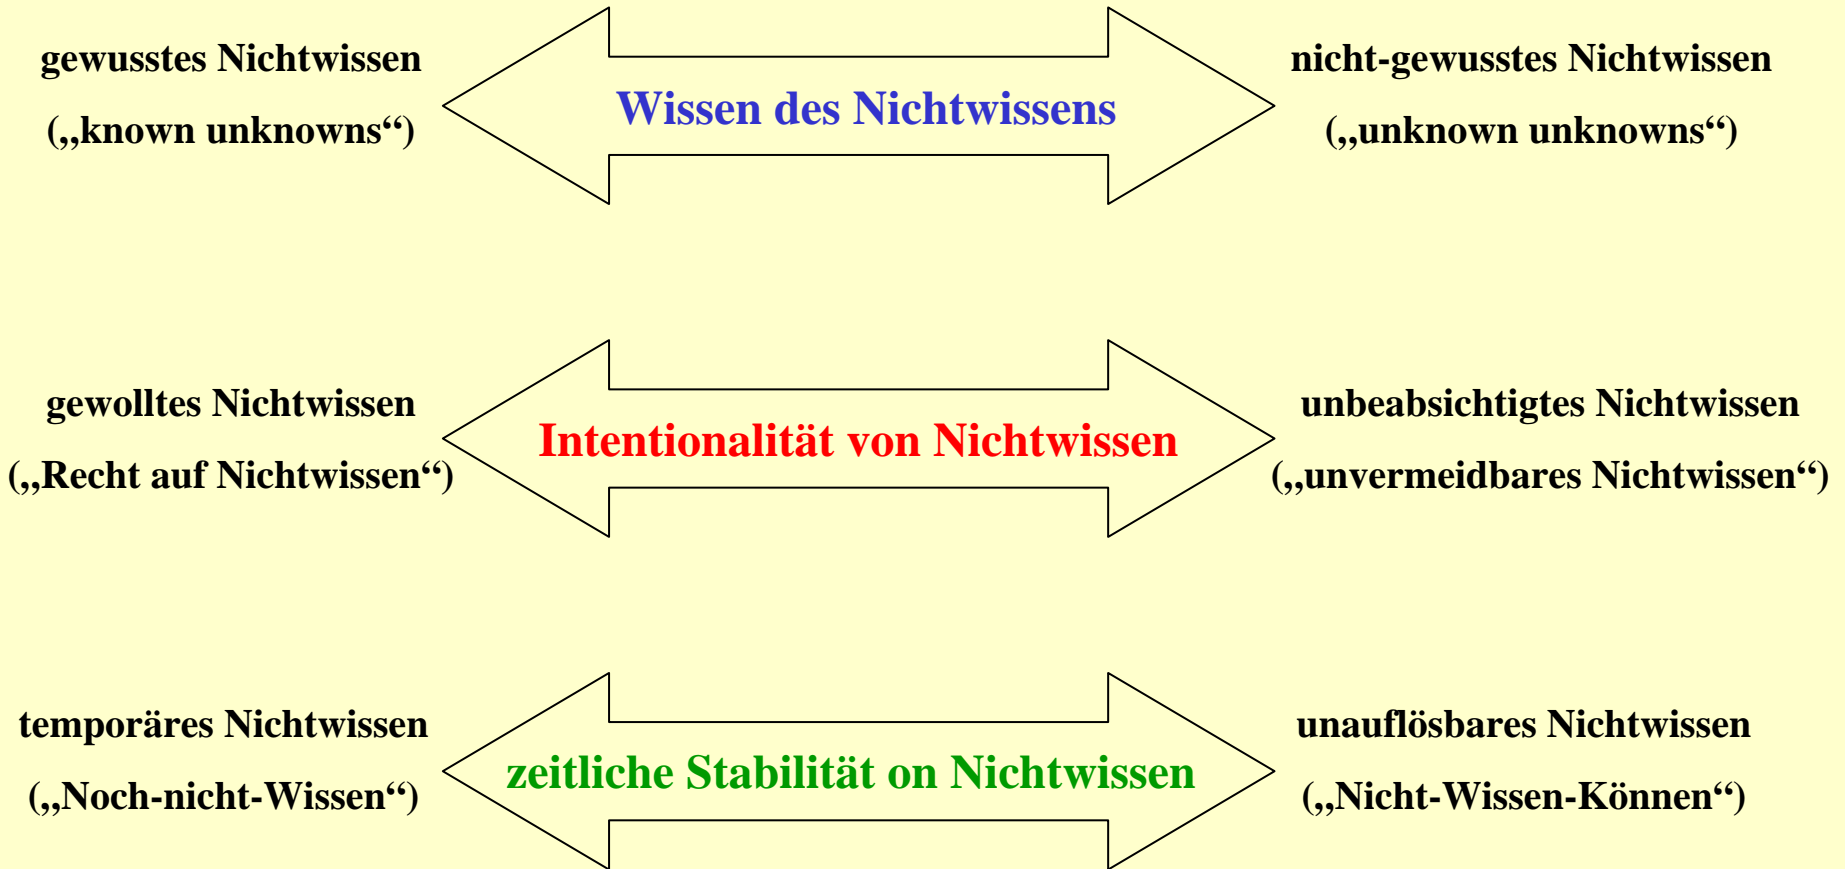 gewusstes Nichtwissen
(„known unknowns“)
Wissen des Nichtwissens
nicht-gewusstes Nichtwissen
(„unknown unknowns“)
gewolltes Nichtwissen
(„Recht auf Nichtwissen“)
Intentionalität von Nichtwissen
unbeabsichtigtes Nichtwissen
(„unvermeidbares Nichtwissen“)
temporäres Nichtwissen
(„Noch-nicht-Wissen“)
zeitliche Stabilität on Nichtwissen
unauflösbares Nichtwissen
(„Nicht-Wissen-Können“)